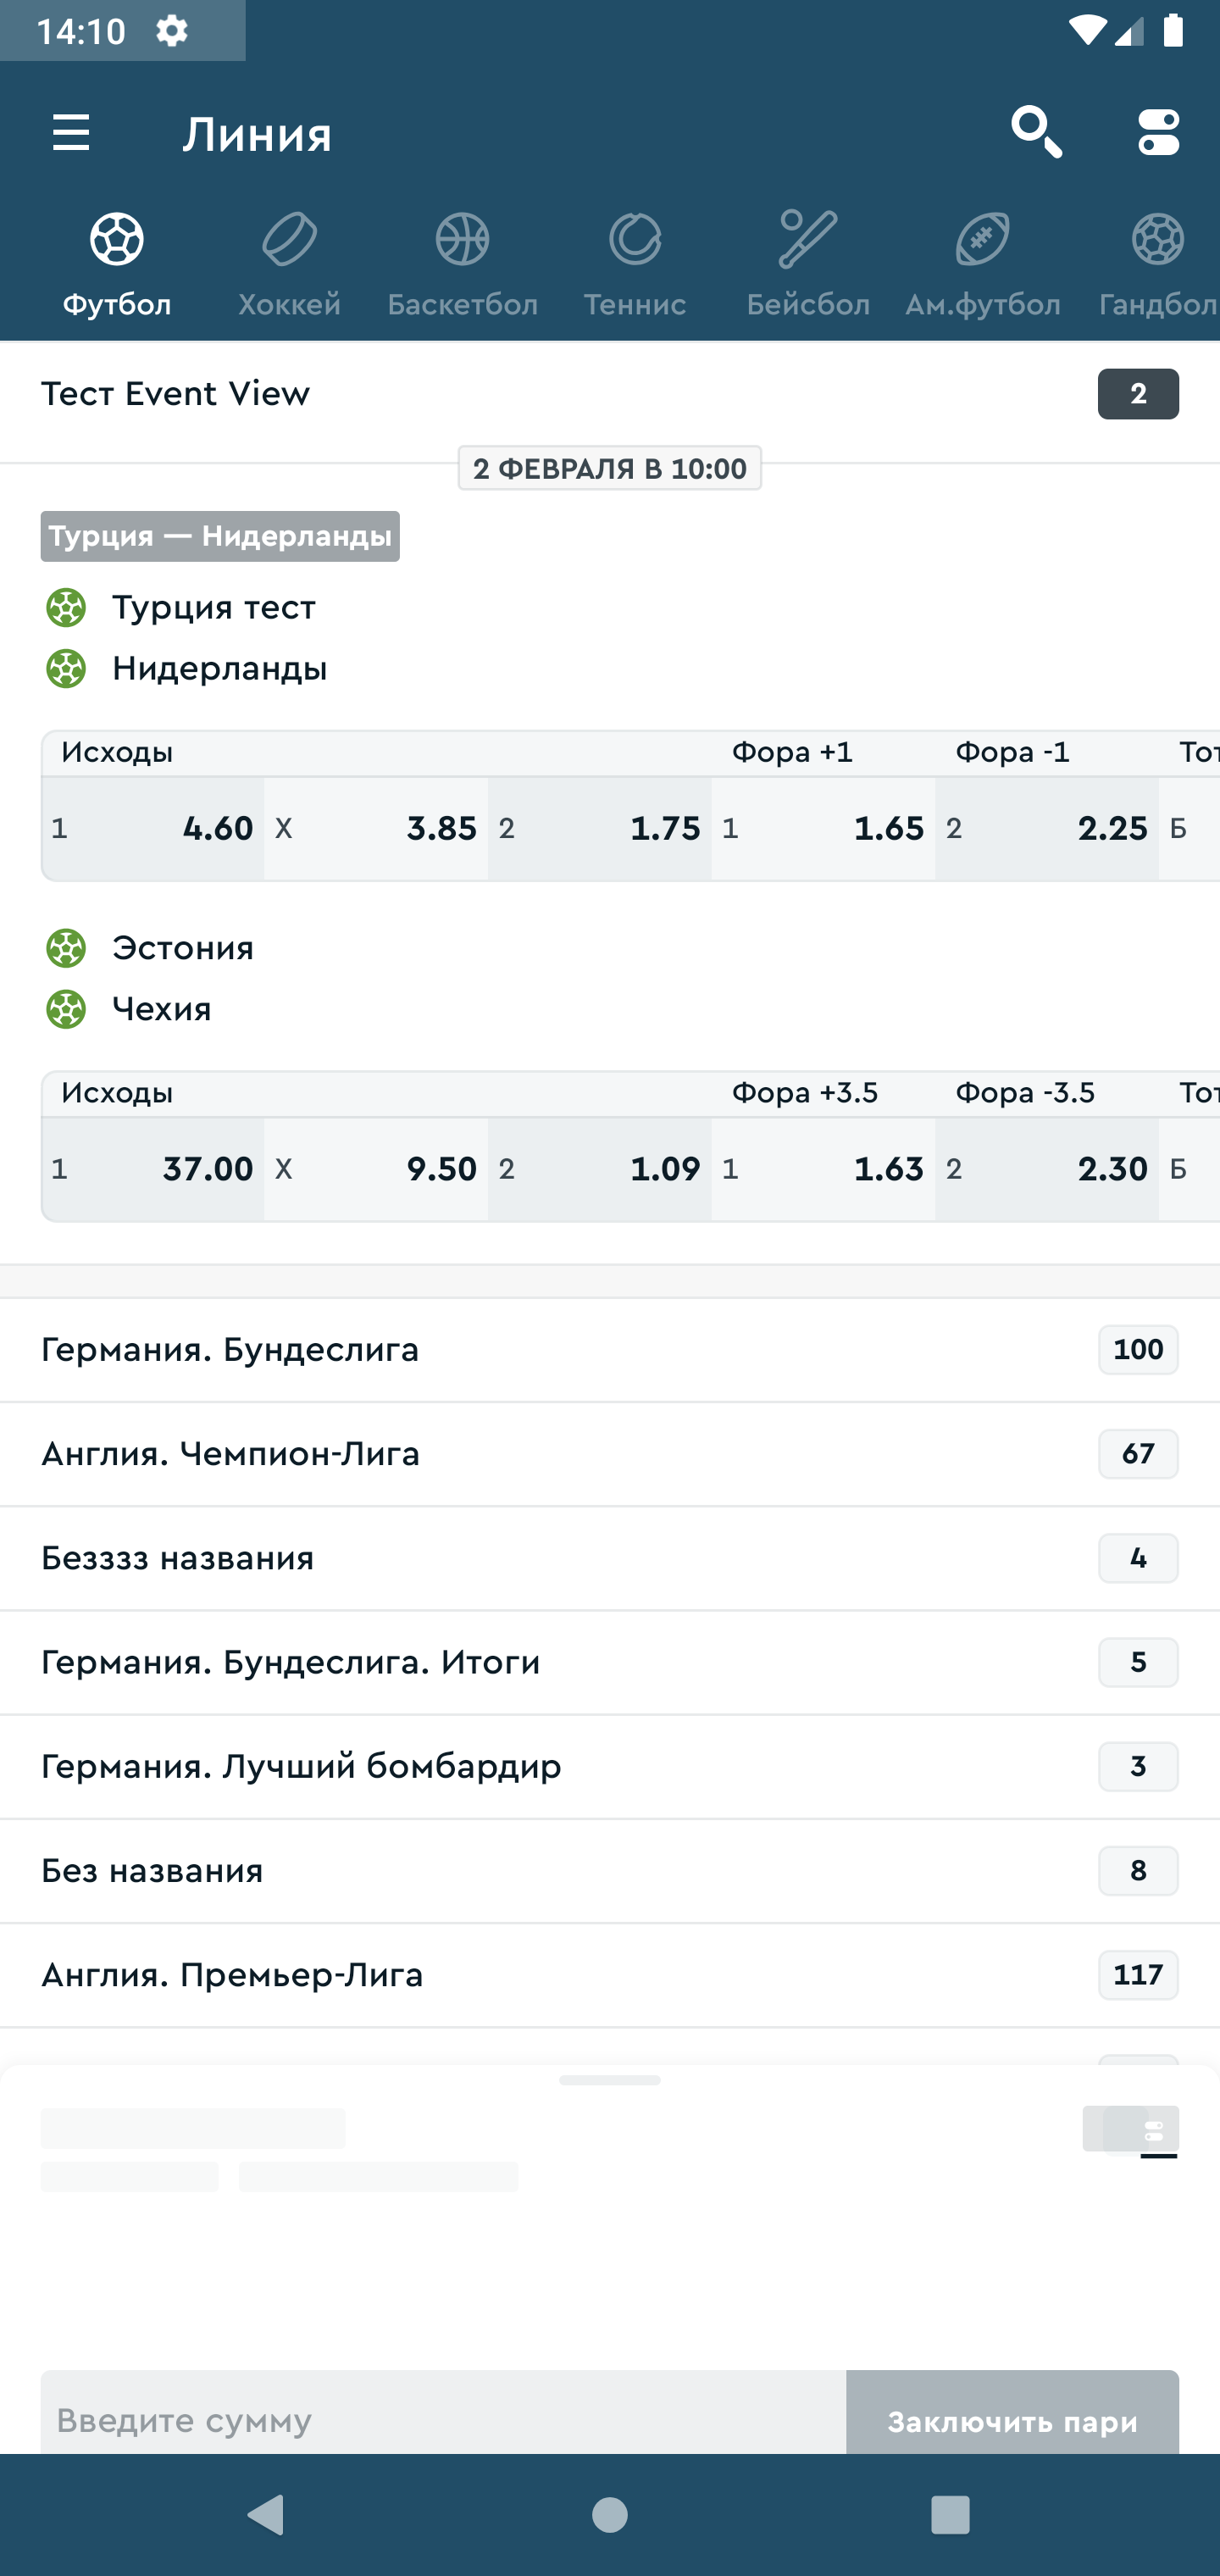 14:10
Линия
Футбол Хоккей Баскетбол Теннис Бейсбол Ам.футбол Гандбол
Тест Event View 2
2 ФЕВРАЛЯ В 10:00
Турция — Нидерланды
Турция тест
Нидерланды
Исходы Фора +1 Фора -1
1 4.60 X 3.85 2 1.75 1 1.65 2 2.25 Б
Эстония
Чехия
Исходы Фора +3.5 Фора -3.5
1 37.00 X 9.50 2 1.09 1 1.63 2 2.30 Б
Германия. Бундеслига 100
Англия. Чемпион-Лига 67
Безззз названия 4
Германия. Бундеслига. Итоги 5
Германия. Лучший бомбардир 3
Без названия 8
Англия. Премьер-Лига 117
Введите сумму Заключить пари